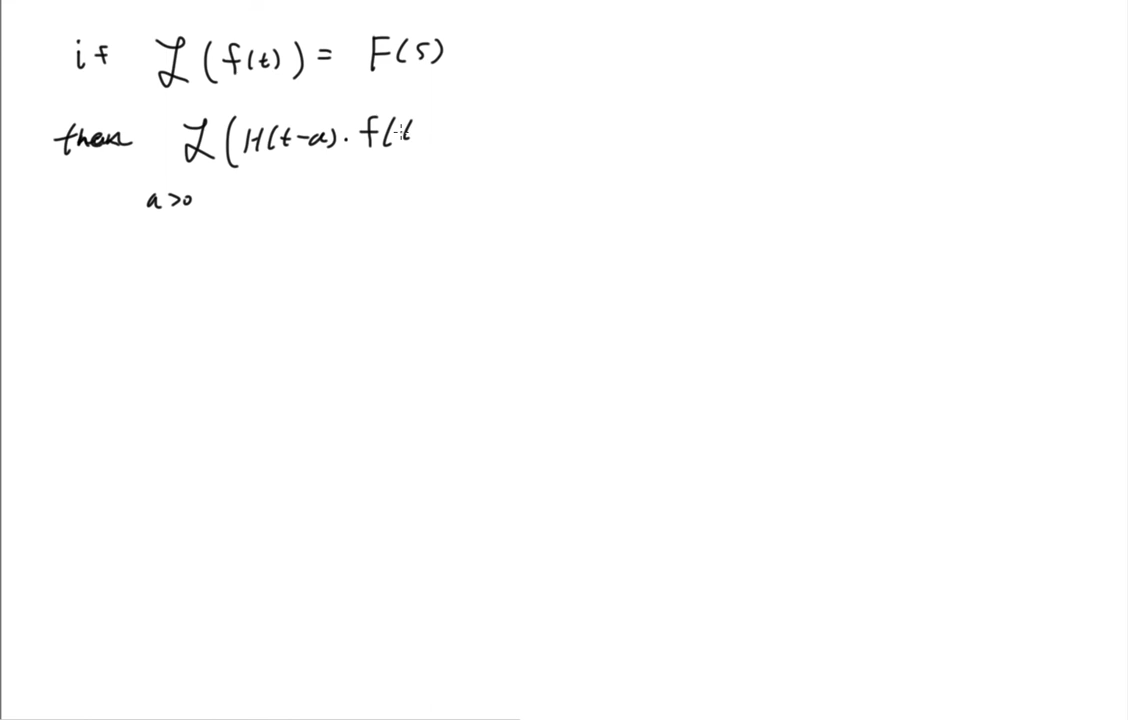 if ℒ(f(t)) = F(s)
then ℒ(H(t-a)·f(t
a>0